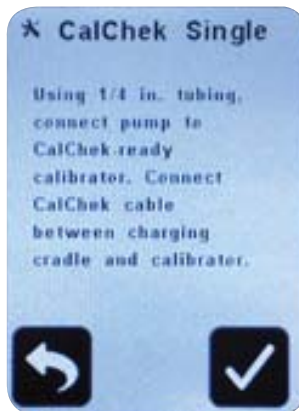 CalChek Single
Using 1/4 in. tubing,
connect pump to
CalChek-ready
calibrator. Connect
CalChek cable
between charging
cradle and calibrator.